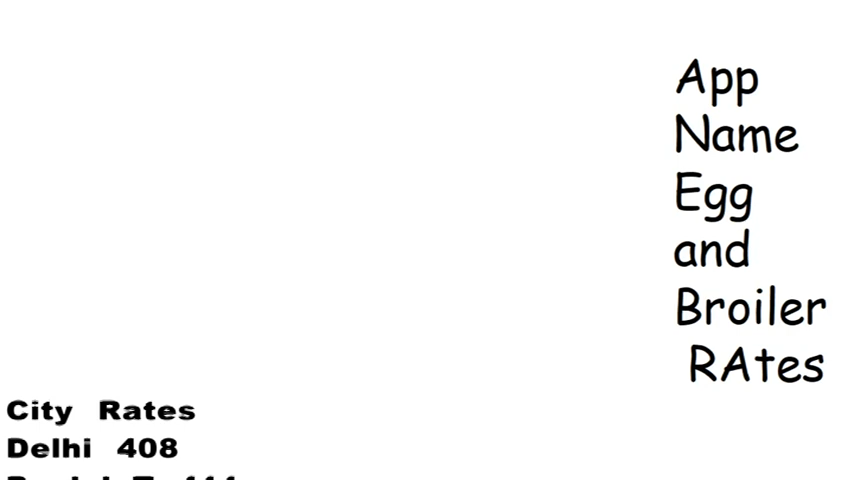 App
Name
Egg
and
Broiler
RAtes
City Rates
Delhi 408